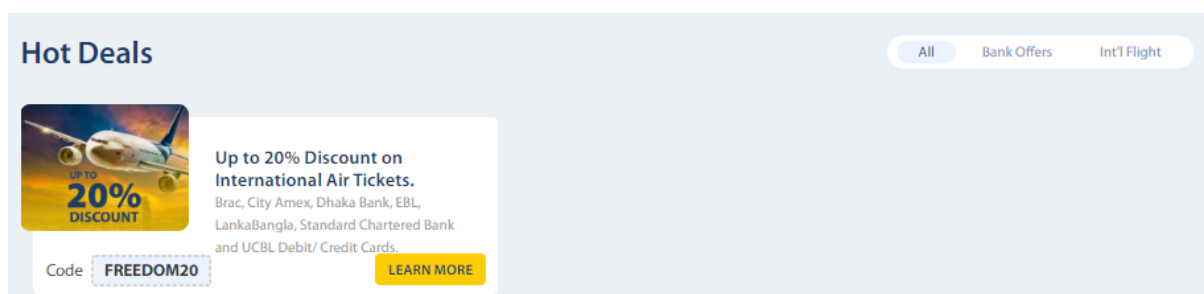 Hot Deals
All
Bank Offers
Int'l Flight
UP TO
20%
DISCOUNT
Up to 20% Discount on
International Air Tickets.
Brac, City Amex, Dhaka Bank, EBL,
LankaBangla, Standard Chartered Bank
and UCBL Debit/ Credit Cards.
Code FREEDOM20
LEARN MORE